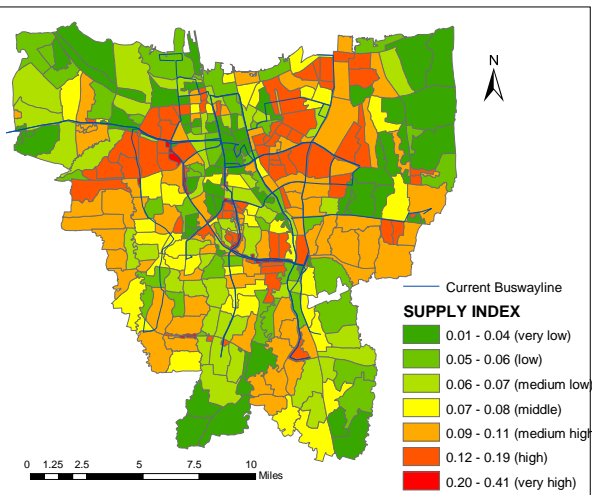 N
Current Buswayline
SUPPLY INDEX
0.01 - 0.04 (very low)
0.05 - 0.06 (low)
0.06 - 0.07 (medium low)
0.07 - 0.08 (middle)
0.09 - 0.11 (medium high
0.12 - 0.19 (high)
0.20 - 0.41 (very high)
0 1.25 2.5 5 7.5 10
Miles